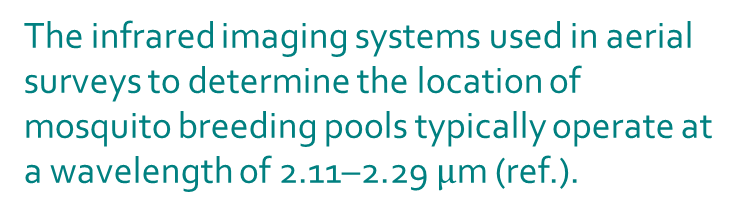 The infrared imaging systems used in aerial
surveys to determine the location of
mosquito breeding pools typically operate at
a wavelength of 2.11–2.29 μm (ref.).